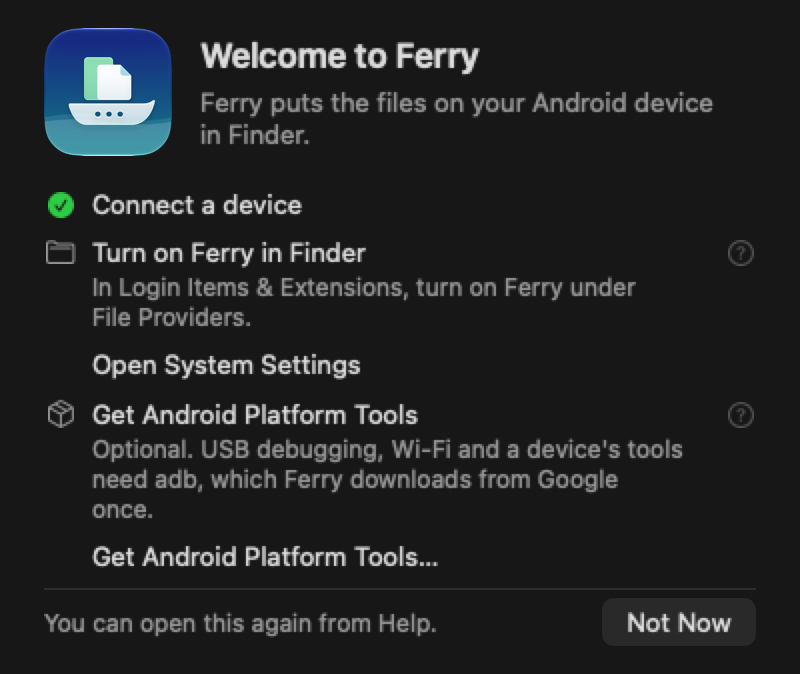 Welcome to Ferry
Ferry puts the files on your Android device
in Finder.
Connect a device
Turn on Ferry in Finder
?
In Login Items & Extensions, turn on Ferry under
File Providers.
Open System Settings
Get Android Platform Tools
?
Optional. USB debugging, Wi-Fi and a device's tools
need adb, which Ferry downloads from Google
once.
Get Android Platform Tools...
You can open this again from Help.
Not Now